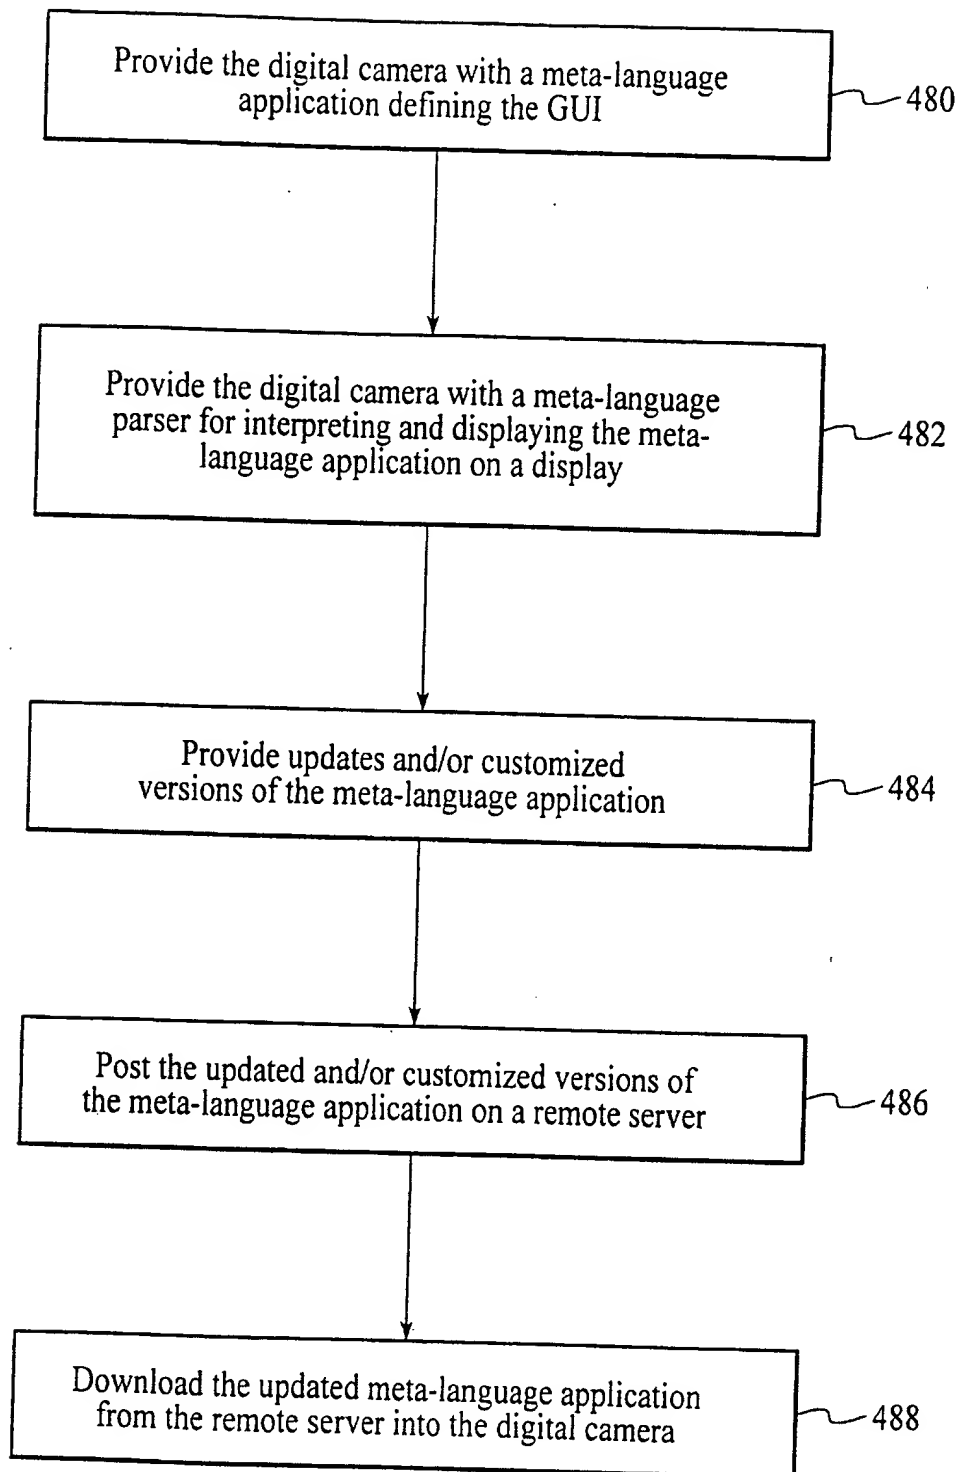 Provide the digital camera with a meta-language
application defining the GUI
480
Provide the digital camera with a meta-language
parser for interpreting and displaying the meta-
language application on a display
482
Provide updates and/or customized
versions of the meta-language application
484
Post the updated and/or customized versions of
the meta-language application on a remote server
486
Download the updated meta-language application
from the remote server into the digital camera
488